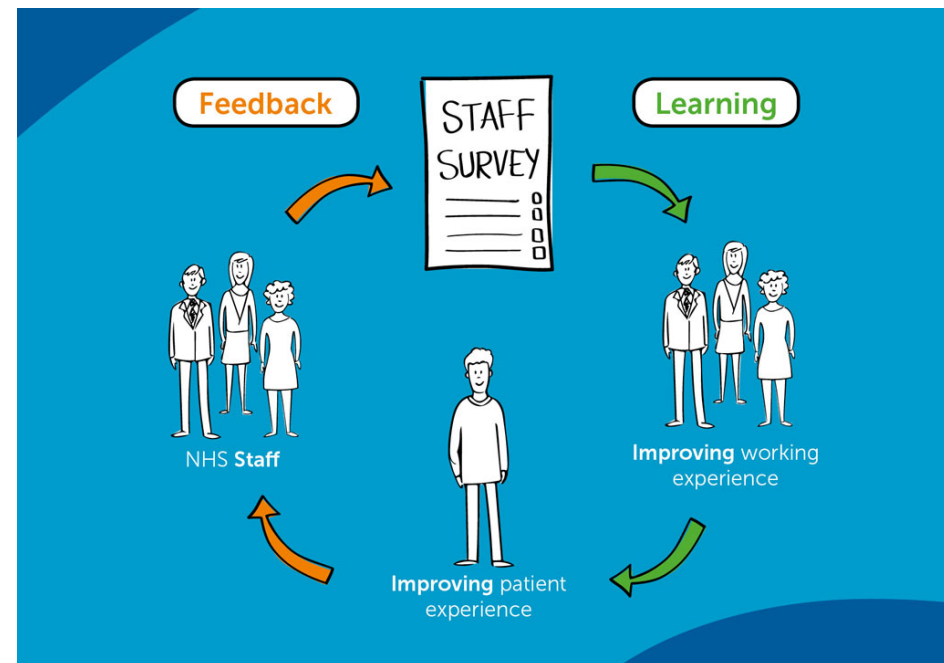 Feedback
STAFF
SURVEY
Learning
NHS Staff
Improving working
experience
Improving patient
experience